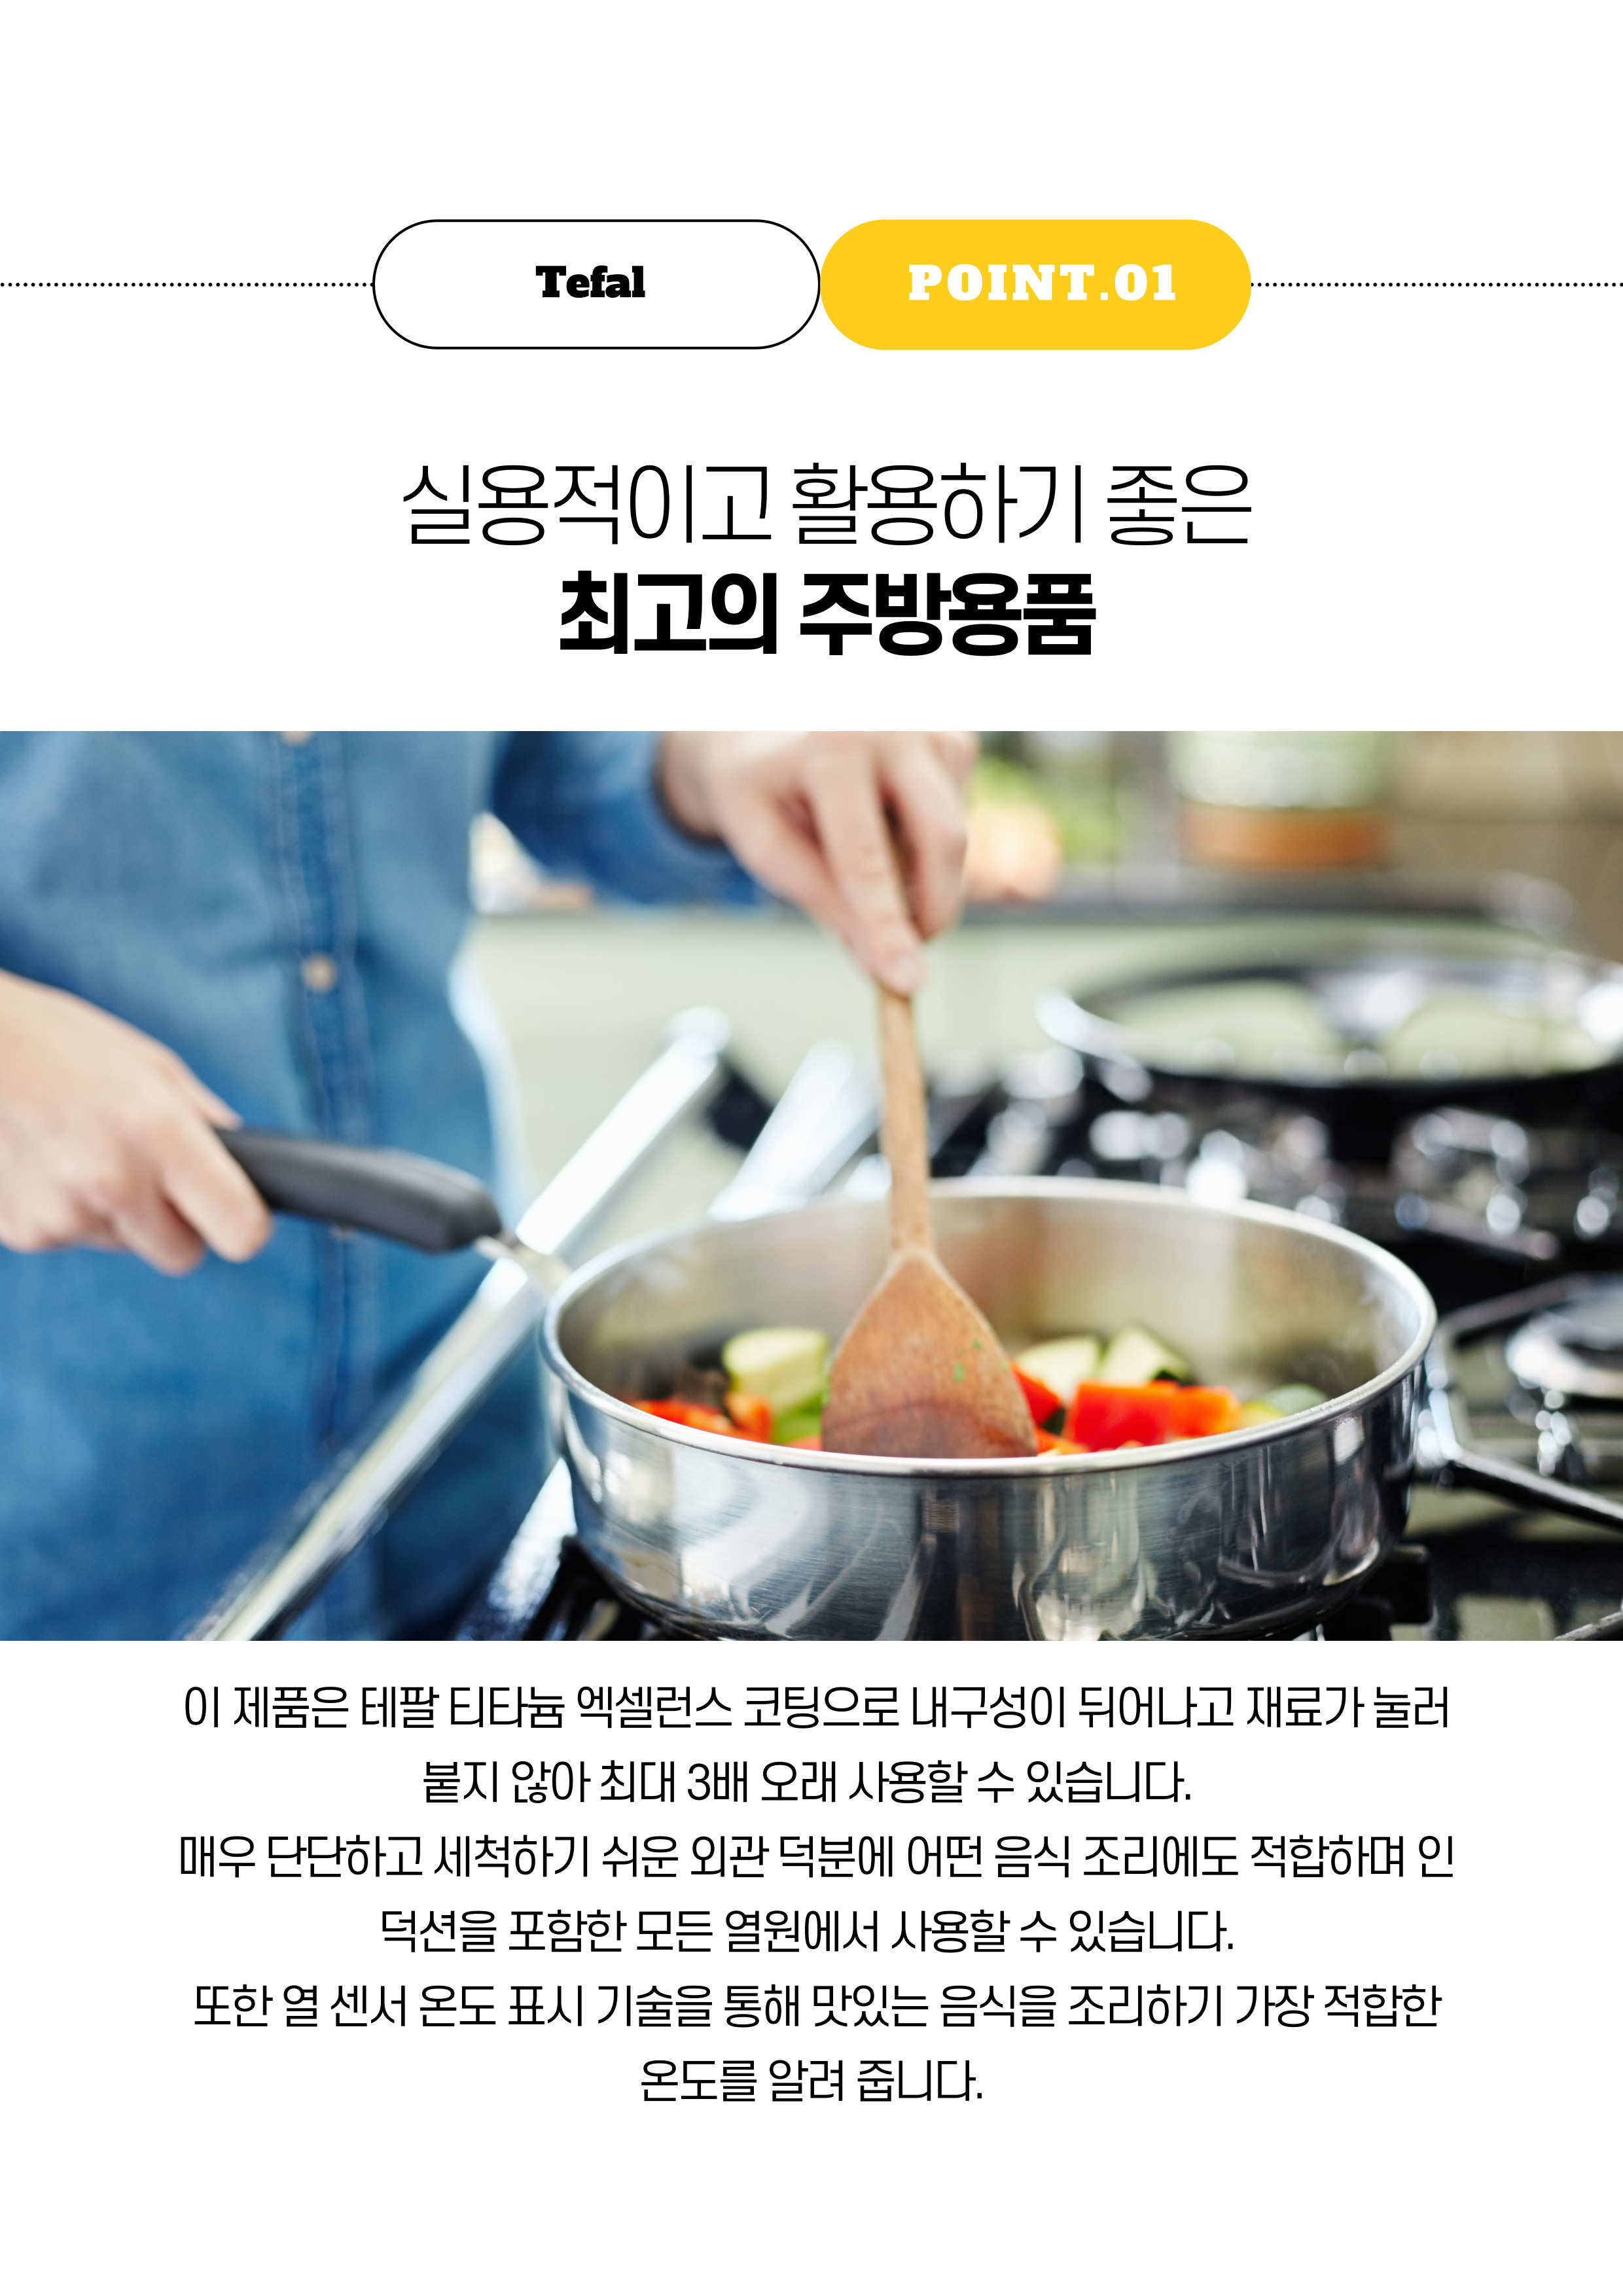 Tefal
POINT.01
실용적이고 활용하기 좋은
최고의 주방용품
이 제품은 테팔 티타늄 엑셀런스 코팅으로 내구성이 뛰어나고 재료가 눌러
붙지 않아 최대 3배 오래 사용할 수 있습니다.
매우 단단하고 세척하기 쉬운 외관 덕분에 어떤 음식 조리에도 적합하며 인
덕션을 포함한 모든 열원에서 사용할 수 있습니다.
또한 열 센서 온도 표시 기술을 통해 맛있는 음식을 조리하기 가장 적합한
온도를 알려 줍니다.